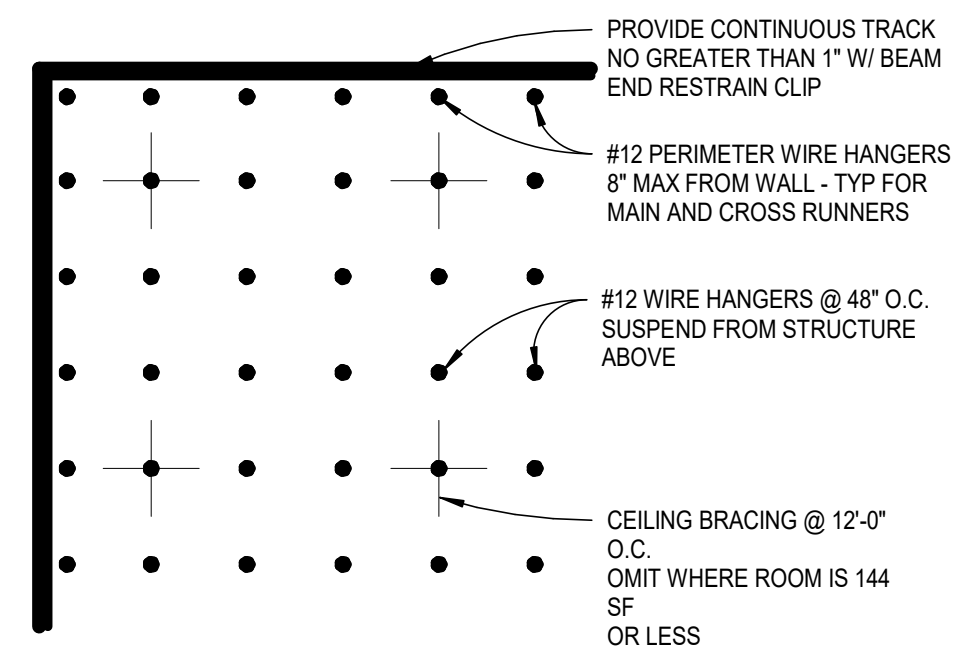 PROVIDE CONTINUOUS TRACK
NO GREATER THAN 1" W/ BEAM
END RESTRAIN CLIP
#12 PERIMETER WIRE HANGERS
8" MAX FROM WALL - TYP FOR
MAIN AND CROSS RUNNERS
#12 WIRE HANGERS @ 48" O.C.
SUSPEND FROM STRUCTURE
ABOVE
CEILING BRACING @ 12'-0"
O.C.
OMIT WHERE ROOM IS 144
SF
OR LESS